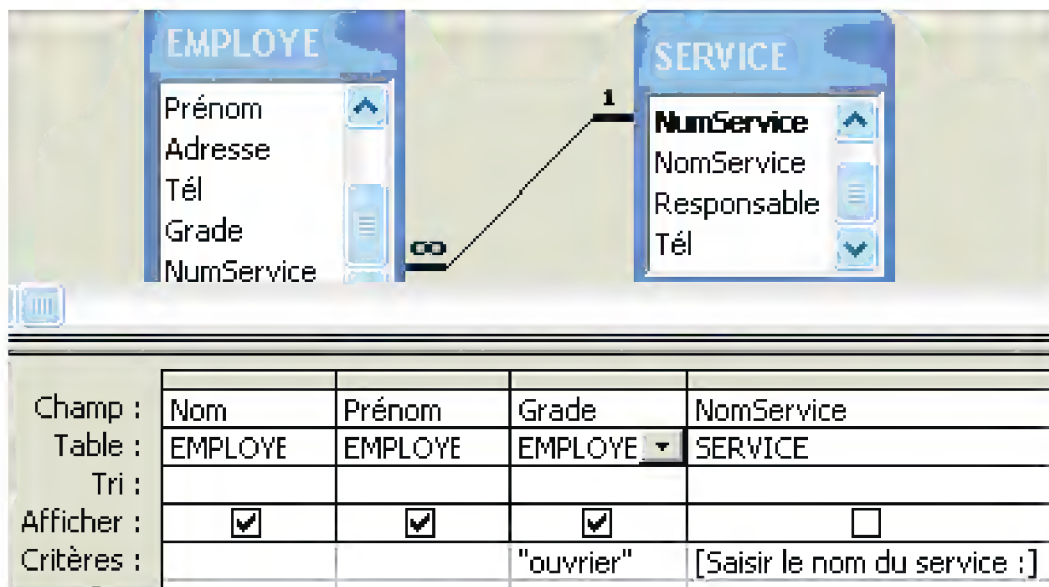 EMPLOYE
Prénom
Adresse
Tél
Grade
NumService
SERVICE
1
NumService
NomService
Responsable
Tél
∞
Champ : Nom Prénom Grade NomService
Table : EMPLOYE EMPLOYE EMPLOYE SERVICE
Tri :
Afficher :
Critères : "ouvrier" [Saisir le nom du service :]